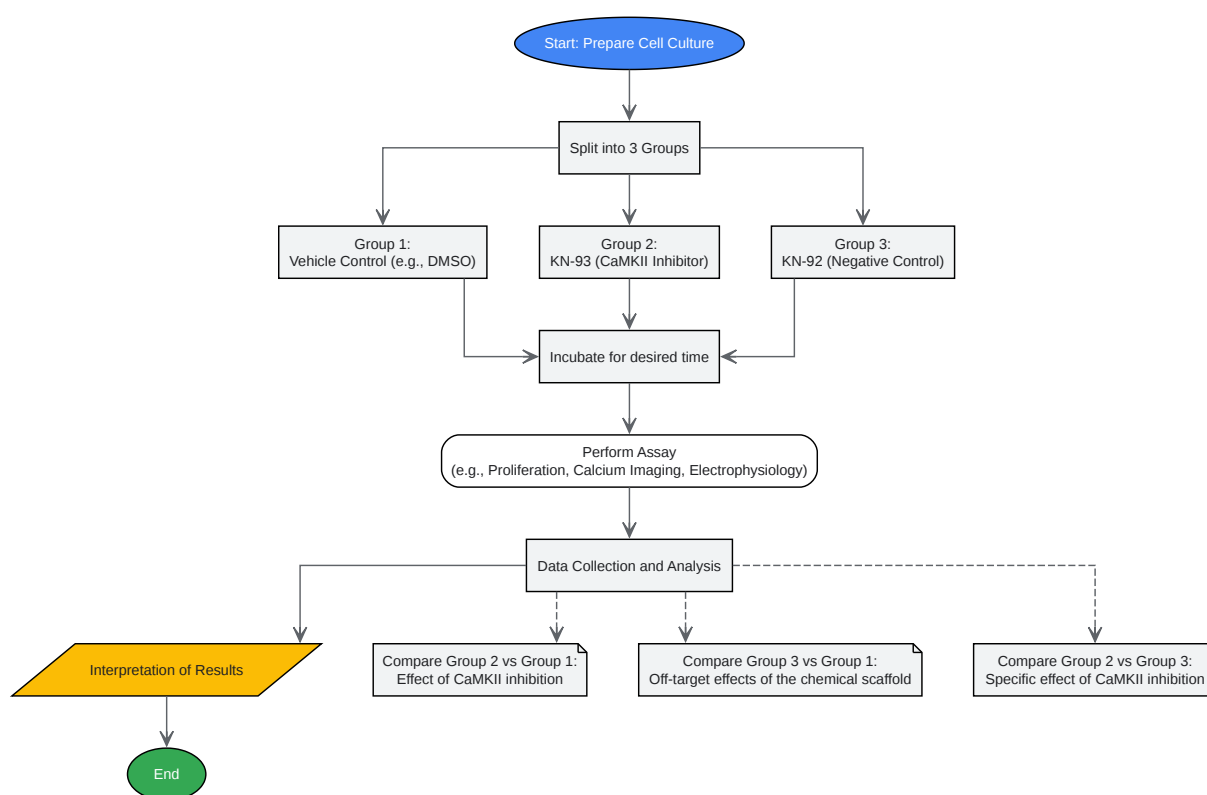 Start: Prepare Cell Culture
Split into 3 Groups
Group 1:
Vehicle Control (e.g., DMSO)
Group 2:
KN-93 (CaMKII Inhibitor)
Group 3:
KN-92 (Negative Control)
Incubate for desired time
Perform Assay
(e.g., Proliferation, Calcium Imaging, Electrophysiology)
Data Collection and Analysis
Interpretation of Results
Compare Group 2 vs Group 1:
Effect of CaMKII inhibition
Compare Group 3 vs Group 1:
Off-target effects of the chemical scaffold
Compare Group 2 vs Group 3:
Specific effect of CaMKII inhibition
End